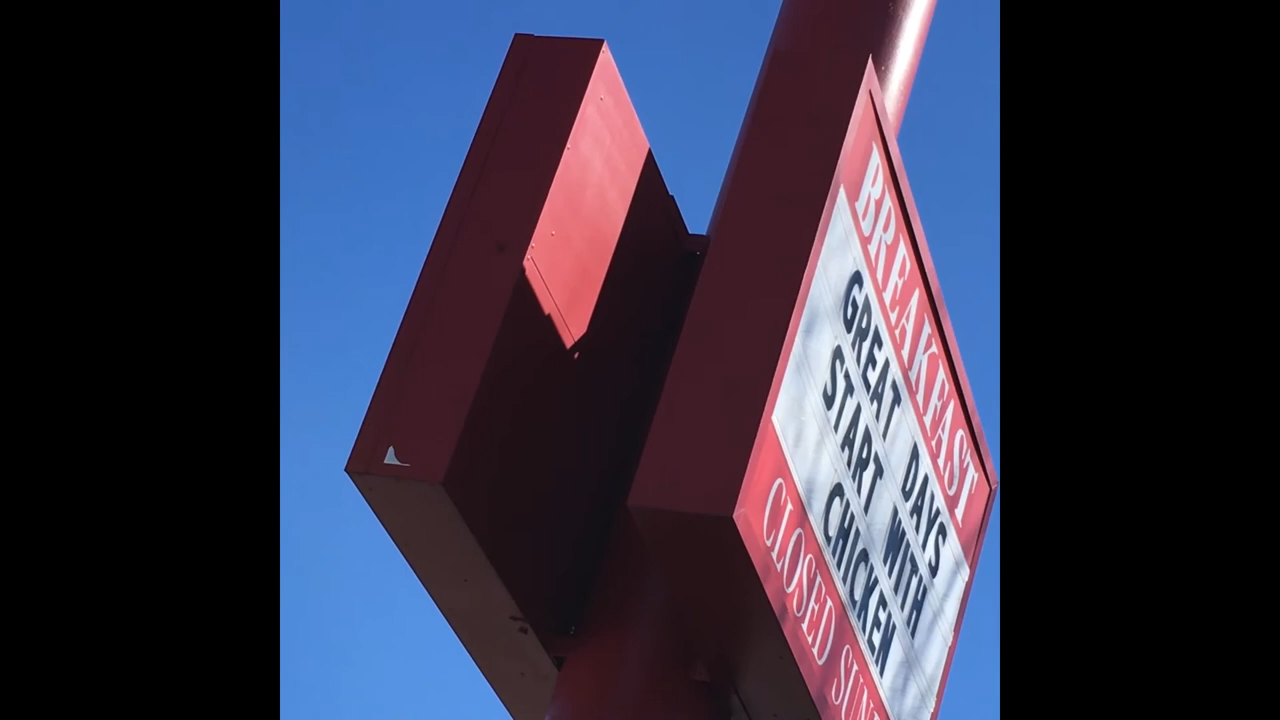 BREAKFAST
GREAT DAYS
START WITH
CHICKEN
CLOSED